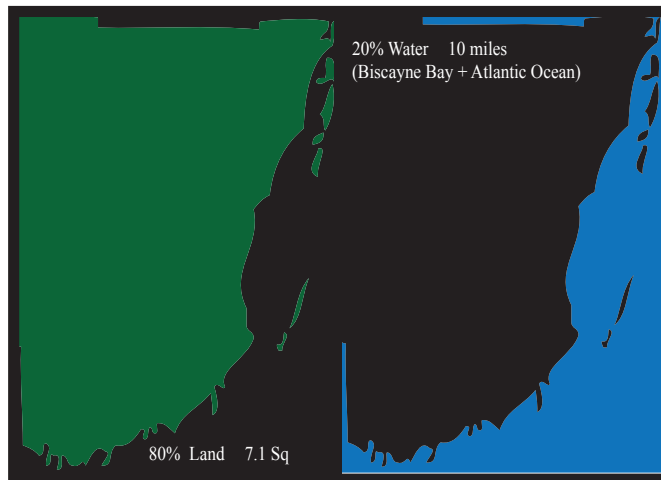 20% Water 10 miles
(Biscayne Bay + Atlantic Ocean)
80% Land 7.1 Sq